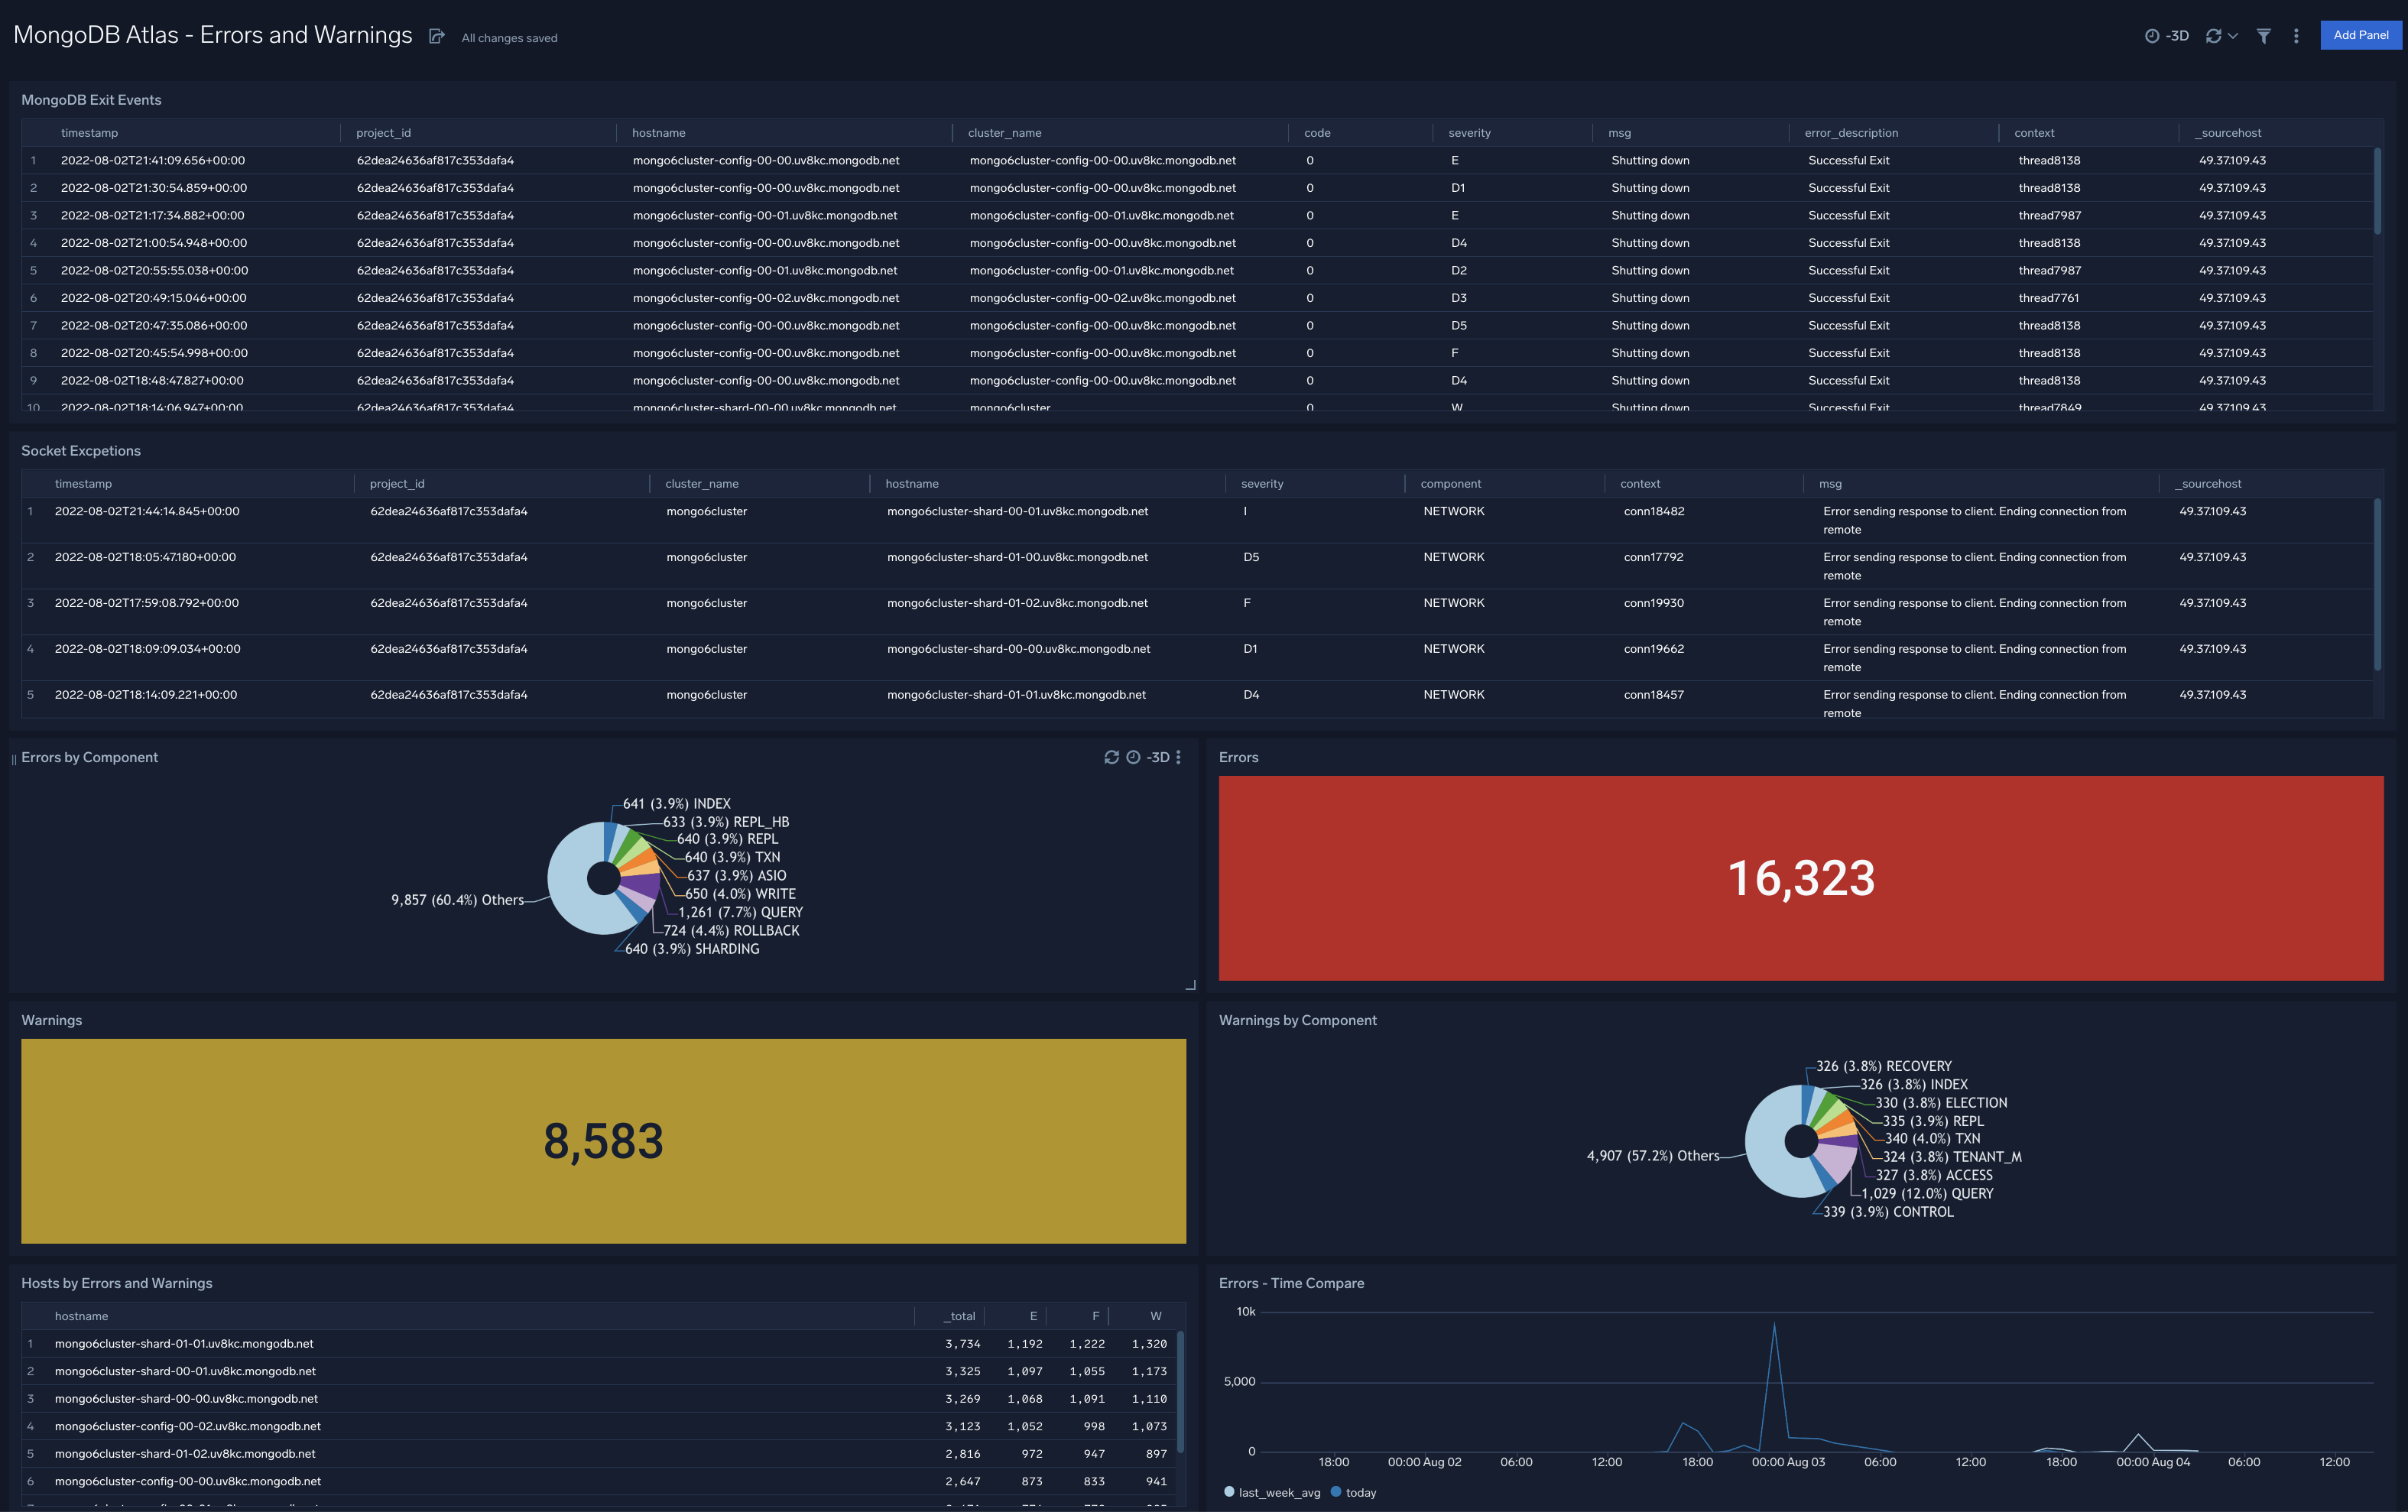 MongoDB Atlas - Errors and Warnings All changes saved -3D Add Panel
MongoDB Exit Events
timestamp project_id hostname cluster_name code severity msg error_description context _sourcehost
1 2022-08-02T21:41:09.656+00:00 62dea24636af817c353dafa4 mongo6cluster-config-00-00.uv8kc.mongodb.net mongo6cluster-config-00-00.uv8kc.mongodb.net 0 E Shutting down Successful Exit thread8138 49.37.109.43
2 2022-08-02T21:30:54.859+00:00 62dea24636af817c353dafa4 mongo6cluster-config-00-00.uv8kc.mongodb.net mongo6cluster-config-00-00.uv8kc.mongodb.net 0 D1 Shutting down Successful Exit thread8138 49.37.109.43
3 2022-08-02T21:17:34.882+00:00 62dea24636af817c353dafa4 mongo6cluster-config-00-01.uv8kc.mongodb.net mongo6cluster-config-00-01.uv8kc.mongodb.net 0 E Shutting down Successful Exit thread7987 49.37.109.43
4 2022-08-02T21:00:54.948+00:00 62dea24636af817c353dafa4 mongo6cluster-config-00-00.uv8kc.mongodb.net mongo6cluster-config-00-00.uv8kc.mongodb.net 0 D4 Shutting down Successful Exit thread8138 49.37.109.43
5 2022-08-02T20:55:55.038+00:00 62dea24636af817c353dafa4 mongo6cluster-config-00-01.uv8kc.mongodb.net mongo6cluster-config-00-01.uv8kc.mongodb.net 0 D2 Shutting down Successful Exit thread7987 49.37.109.43
6 2022-08-02T20:49:15.046+00:00 62dea24636af817c353dafa4 mongo6cluster-config-00-02.uv8kc.mongodb.net mongo6cluster-config-00-02.uv8kc.mongodb.net 0 D3 Shutting down Successful Exit thread7761 49.37.109.43
7 2022-08-02T20:47:35.086+00:00 62dea24636af817c353dafa4 mongo6cluster-config-00-00.uv8kc.mongodb.net mongo6cluster-config-00-00.uv8kc.mongodb.net 0 D5 Shutting down Successful Exit thread8138 49.37.109.43
8 2022-08-02T20:45:54.998+00:00 62dea24636af817c353dafa4 mongo6cluster-config-00-00.uv8kc.mongodb.net mongo6cluster-config-00-00.uv8kc.mongodb.net 0 F Shutting down Successful Exit thread8138 49.37.109.43
9 2022-08-02T18:48:47.827+00:00 62dea24636af817c353dafa4 mongo6cluster-config-00-00.uv8kc.mongodb.net mongo6cluster-config-00-00.uv8kc.mongodb.net 0 D4 Shutting down Successful Exit thread8138 49.37.109.43
10 2022-08-02T18:14:06.947+00:00 62dea24636af817c353dafa4 mongo6cluster-shard-00-00.uv8kc.mongodb.net mongo6cluster 0 W Shutting down Successful Exit thread7849 49.37.109.43
Socket Excpetions
timestamp project_id cluster_name hostname severity component context msg _sourcehost
1 2022-08-02T21:44:14.845+00:00 62dea24636af817c353dafa4 mongo6cluster mongo6cluster-shard-00-01.uv8kc.mongodb.net I NETWORK conn18482 Error sending response to client. Ending connection from 49.37.109.43
remote
2 2022-08-02T18:05:47.180+00:00 62dea24636af817c353dafa4 mongo6cluster mongo6cluster-shard-01-00.uv8kc.mongodb.net D5 NETWORK conn17792 Error sending response to client. Ending connection from 49.37.109.43
remote
3 2022-08-02T17:59:08.792+00:00 62dea24636af817c353dafa4 mongo6cluster mongo6cluster-shard-01-02.uv8kc.mongodb.net F NETWORK conn19930 Error sending response to client. Ending connection from 49.37.109.43
remote
4 2022-08-02T18:09:09.034+00:00 62dea24636af817c353dafa4 mongo6cluster mongo6cluster-shard-00-00.uv8kc.mongodb.net D1 NETWORK conn19662 Error sending response to client. Ending connection from 49.37.109.43
remote
5 2022-08-02T18:14:09.221+00:00 62dea24636af817c353dafa4 mongo6cluster mongo6cluster-shard-01-01.uv8kc.mongodb.net D4 NETWORK conn18457 Error sending response to client. Ending connection from 49.37.109.43
remote
Errors by Component -3D
641 (3.9%) INDEX
633 (3.9%) REPL_HB
640 (3.9%) REPL
640 (3.9%) TXN
637 (3.9%) ASIO
650 (4.0%) WRITE
9,857 (60.4%) Others
1,261 (7.7%) QUERY
724 (4.4%) ROLLBACK
640 (3.9%) SHARDING
Errors
16,323
Warnings
8,583
Warnings by Component
326 (3.8%) RECOVERY
326 (3.8%) INDEX
330 (3.8%) ELECTION
335 (3.9%) REPL
340 (4.0%) TXN
4,907 (57.2%) Others
324 (3.8%) TENANT_M
327 (3.8%) ACCESS
1,029 (12.0%) QUERY
339 (3.9%) CONTROL
Hosts by Errors and Warnings
hostname _total E F W
1 mongo6cluster-shard-01-01.uv8kc.mongodb.net 3,734 1,192 1,222 1,320
2 mongo6cluster-shard-00-01.uv8kc.mongodb.net 3,325 1,097 1,055 1,173
3 mongo6cluster-shard-00-00.uv8kc.mongodb.net 3,269 1,068 1,091 1,110
4 mongo6cluster-config-00-02.uv8kc.mongodb.net 3,123 1,052 998 1,073
5 mongo6cluster-shard-01-02.uv8kc.mongodb.net 2,816 972 947 897
6 mongo6cluster-config-00-00.uv8kc.mongodb.net 2,647 873 833 941
Errors - Time Compare
10k
5,000
0
18:00 00:00 Aug 02 06:00 12:00 18:00 00:00 Aug 03 06:00 12:00 18:00 00:00 Aug 04 06:00 12:00
last_week_avg today